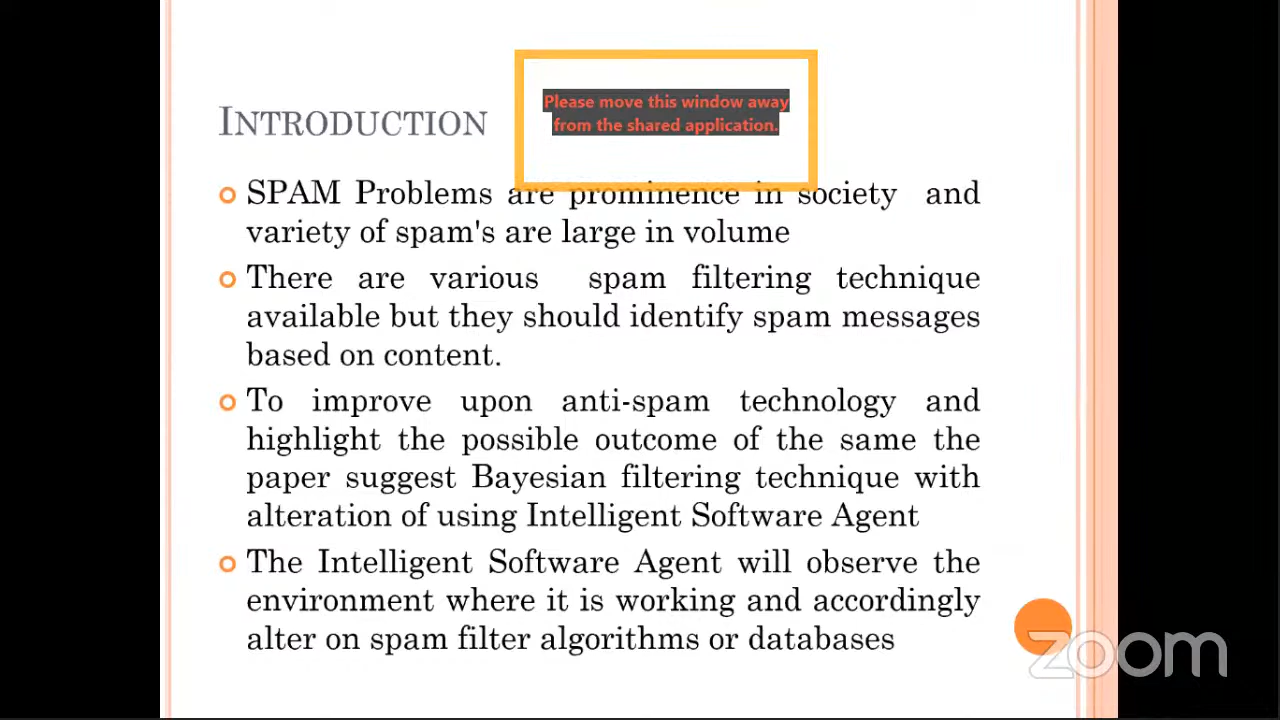 INTRODUCTION
Please move this window away
from the shared application.
SPAM Problems are prominence in society and
variety of spam's are large in volume
There are various spam filtering technique
available but they should identify spam messages
based on content.
To improve upon anti-spam technology and
highlight the possible outcome of the same the
paper suggest Bayesian filtering technique with
alteration of using Intelligent Software Agent
The Intelligent Software Agent will observe the
environment where it is working and accordingly
alter on spam filter algorithms or databases
zoom